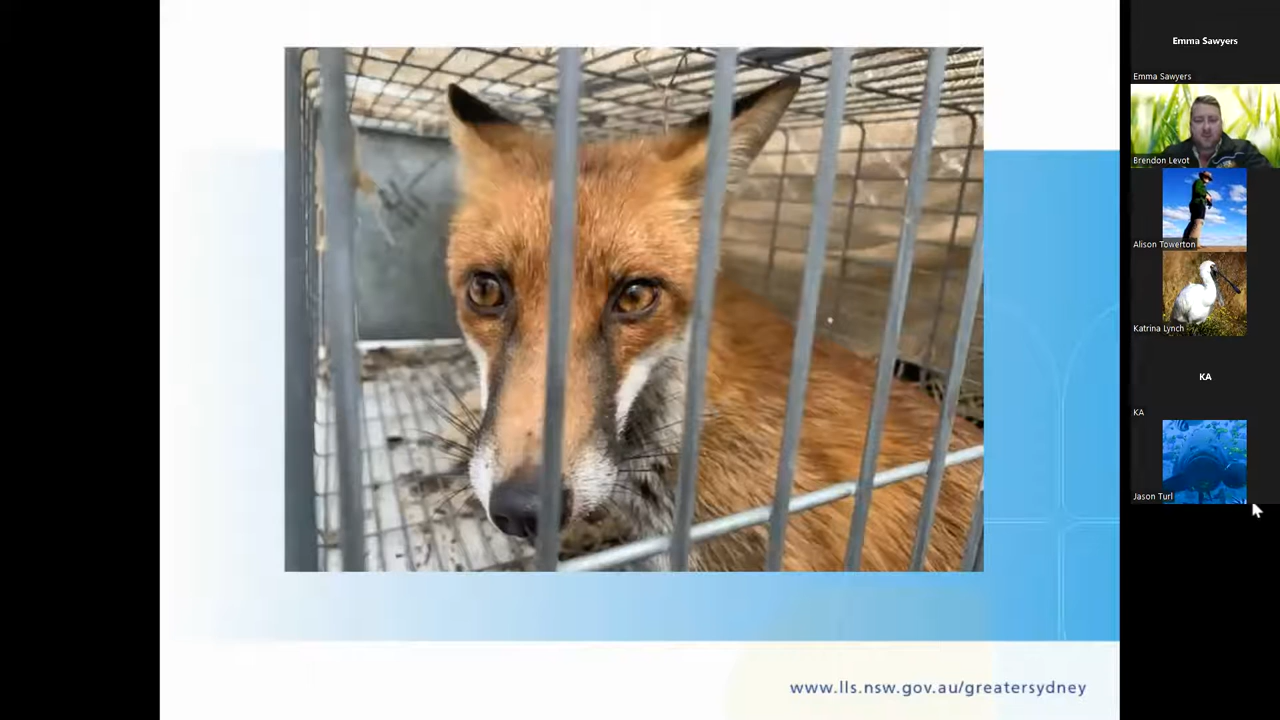 www.lls.nsw.gov.au/greatersydney
Emma Sawyers
Emma Sawyers
Brendon Levot
Alison Towerton
Katrina Lynch
KA
KA
Jason Turl